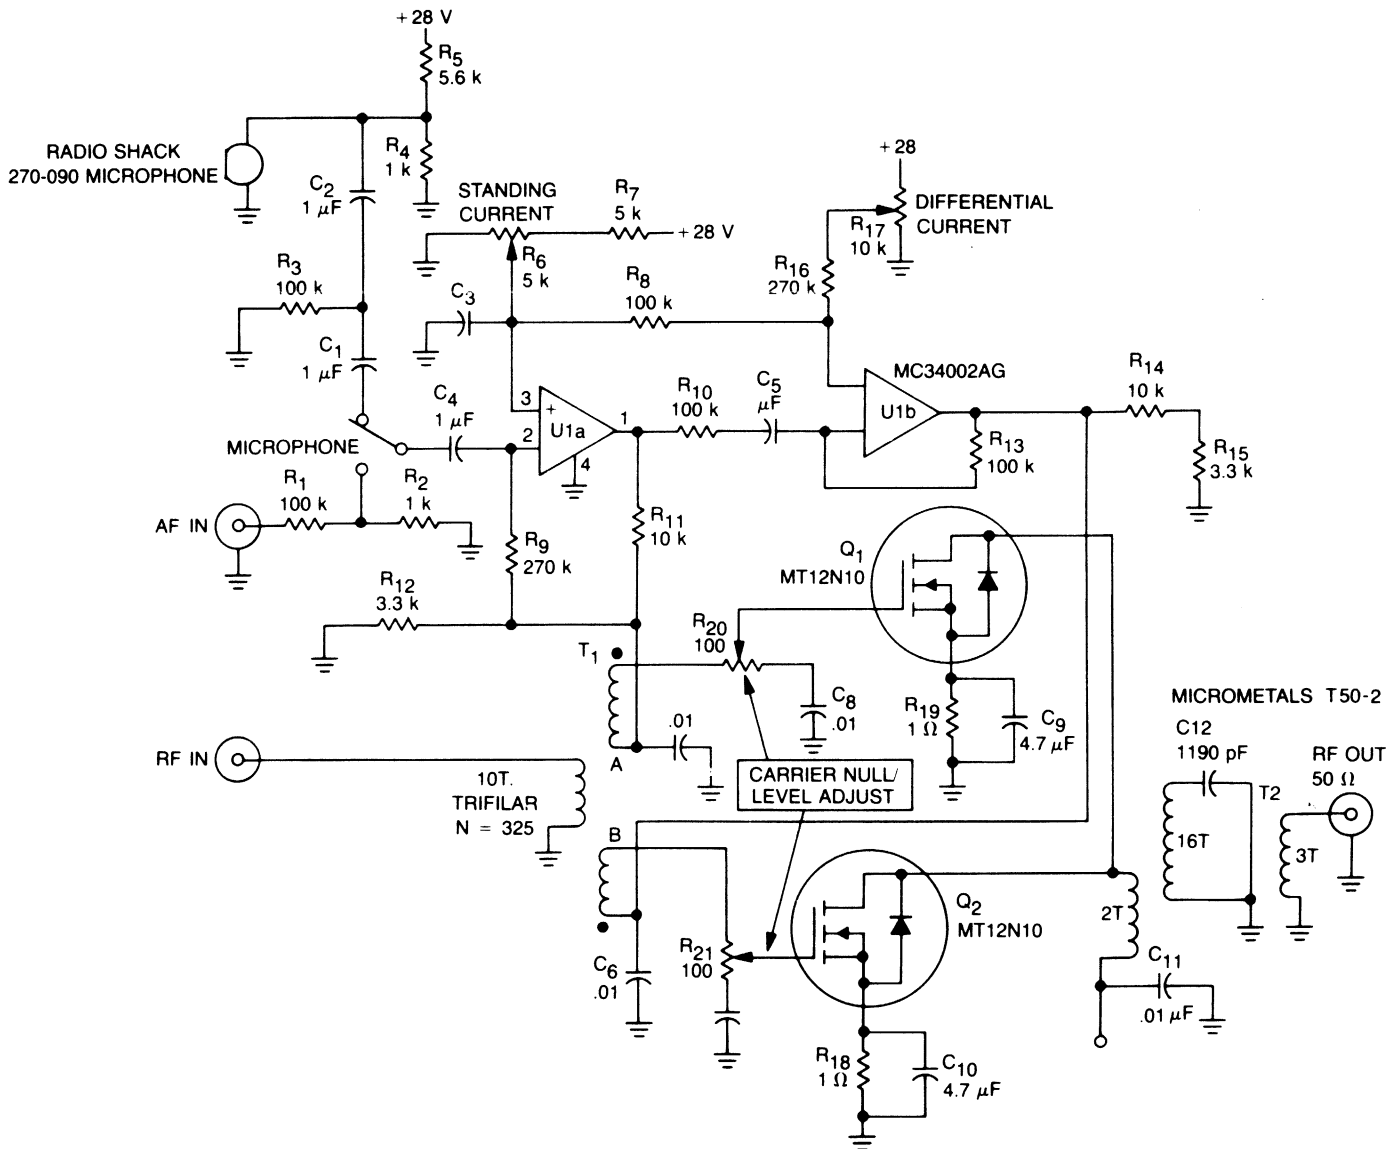 + 28 V
R5
5.6 k
RADIO SHACK
270-090 MICROPHONE
R4
1 k
C2
1 μF
STANDING
CURRENT
R7
5 k
+ 28 V
R6
5 k
+ 28
DIFFERENTIAL
CURRENT
R17
10 k
R16
270 k
R3
100 k
C3
R8
100 k
C1
1 μF
C4
1 μF
3
+
2
U1a
1
4
R10
100 k
C5
μF
MC34002AG
U1b
R14
10 k
R13
100 k
R15
3.3 k
MICROPHONE
R1
100 k
R2
1 k
AF IN
R9
270 k
R11
10 k
Q1
MT12N10
R12
3.3 k
T1
R20
100
C8
.01
.01
A
R19
1 Ω
C9
4.7 μF
RF IN
10T.
TRIFILAR
N = 325
CARRIER NULL/
LEVEL ADJUST
MICROMETALS T50-2
C12
1190 pF
RF OUT
50 Ω
T2
16T
3T
B
Q2
MT12N10
2T
R21
100
C6
.01
C11
.01 μF
R18
1 Ω
C10
4.7 μF